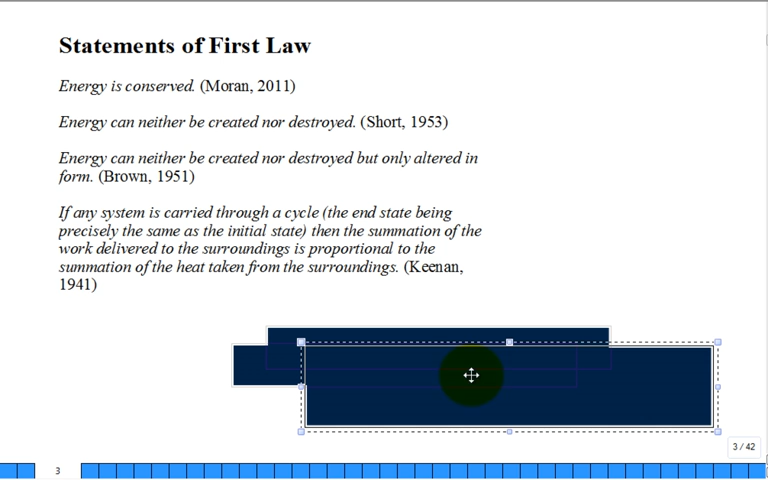 Statements of First Law
Energy is conserved. (Moran, 2011)
Energy can neither be created nor destroyed. (Short, 1953)
Energy can neither be created nor destroyed but only altered in
form. (Brown, 1951)
If any system is carried through a cycle (the end state being
precisely the same as the initial state) then the summation of the
work delivered to the surroundings is proportional to the
summation of the heat taken from the surroundings. (Keenan,
1941)
3 / 42
3